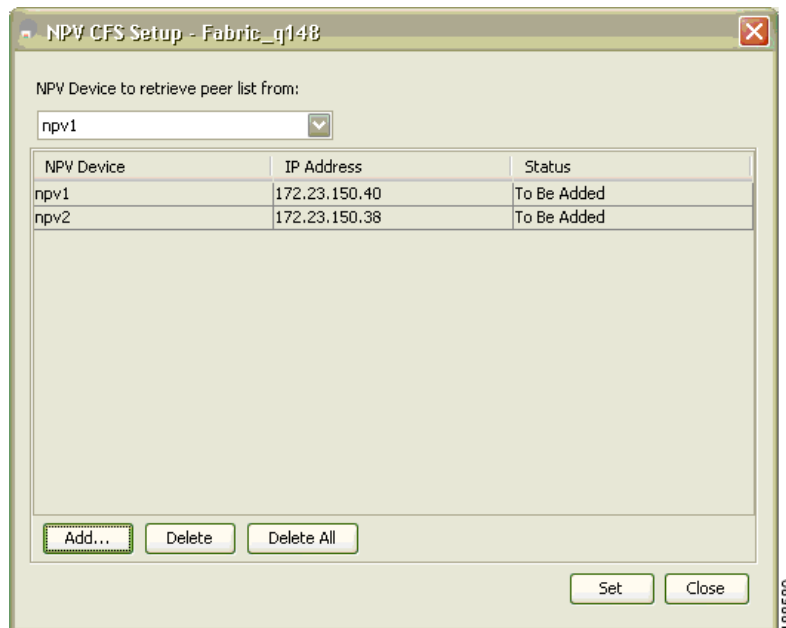 NPV CFS Setup - Fabric_q148
NPV Device to retrieve peer list from:
npv1
NPV Device IP Address Status
npv1 172.23.150.40 To Be Added
npv2 172.23.150.38 To Be Added
Add... Delete Delete All
Set Close